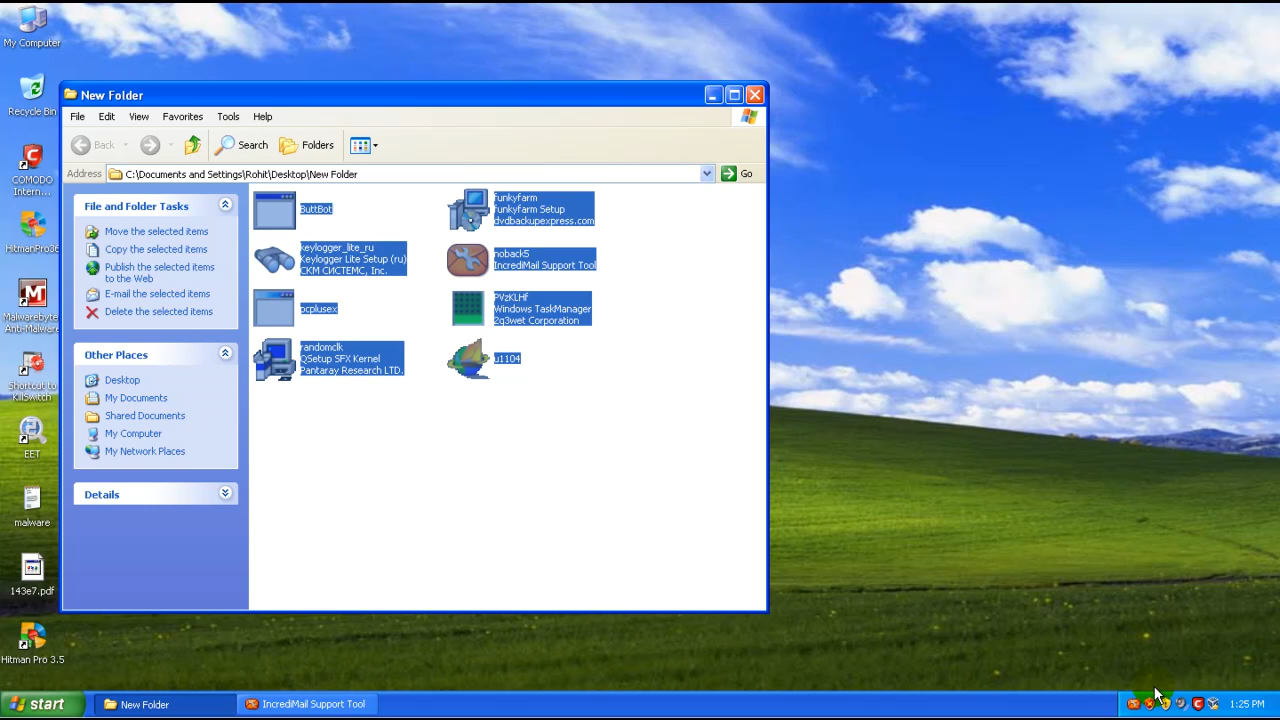 My Computer
Recycle Bin
COMODO
Intern...
HitmanPro36
Malwarebyte
Anti-Malware
Shortcut to
KillSwitch
EET
malware
143e7.pdf
Hitman Pro 3.5
New Folder
File Edit View Favorites Tools Help
Back Search Folders
Address C:\Documents and Settings\Rohit\Desktop\New Folder Go
File and Folder Tasks
Move the selected items
Copy the selected items
Publish the selected items
to the Web
E-mail the selected items
Delete the selected items
Other Places
Desktop
My Documents
Shared Documents
My Computer
My Network Places
Details
ButtBot
funkyfarm
funkyfarm Setup
dvdbackupexpress.com
keylogger_lite_ru
Keylogger Lite Setup (ru)
СКМ СИСТЕМС, Inc.
noback5
IncrediMail Support Tool
pcplusex
PVzKLHf
Windows TaskManager
2g3wet Corporation
randomclk
QSetup SFX Kernel
Pantaray Research LTD.
u1104
start New Folder IncrediMail Support Tool 1:25 PM